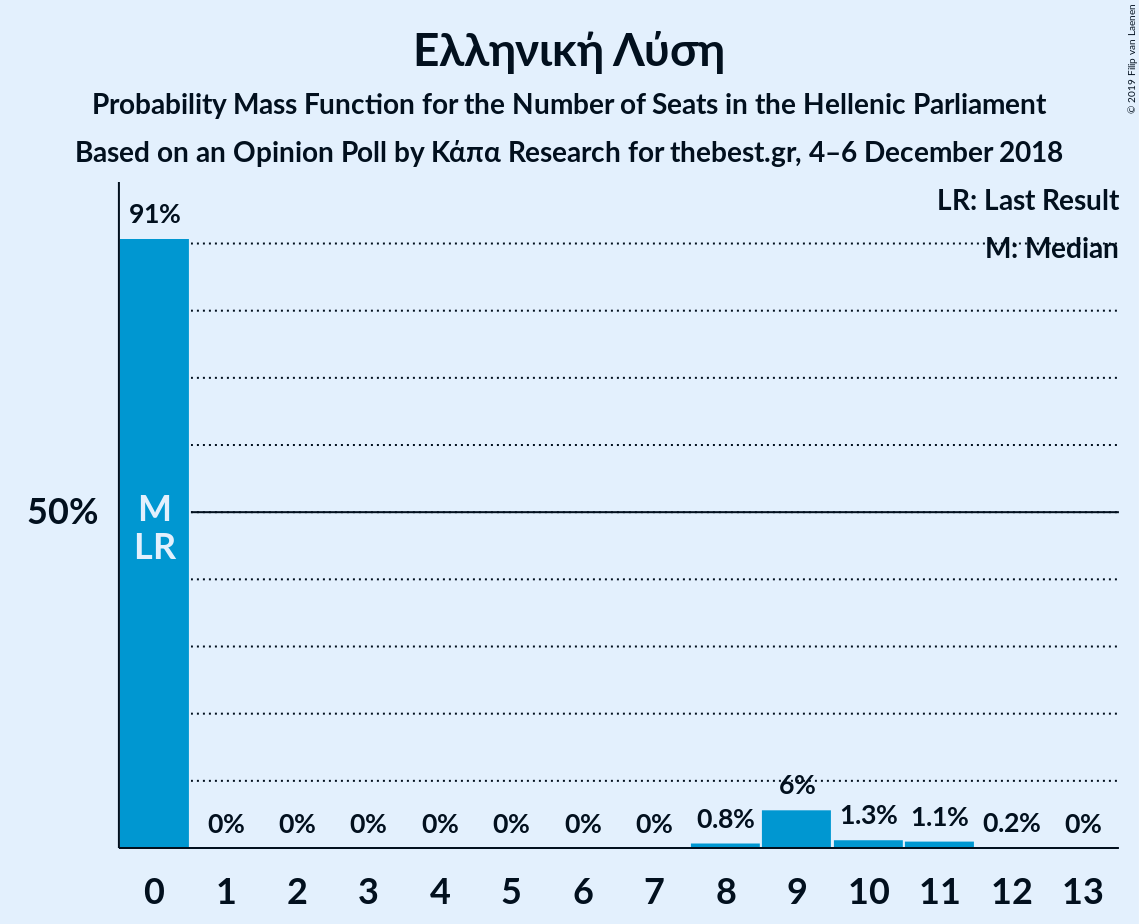 Ελληνική Λύση
Probability Mass Function for the Number of Seats in the Hellenic Parliament
Based on an Opinion Poll by Κάπα Research for thebest.gr, 4–6 December 2018
© 2019 Filip van Laenen
LR: Last Result
M: Median
91%
50%
M
LR
0% 0% 0% 0% 0% 0% 0% 0.8% 6% 1.3% 1.1% 0.2% 0%
0 1 2 3 4 5 6 7 8 9 10 11 12 13